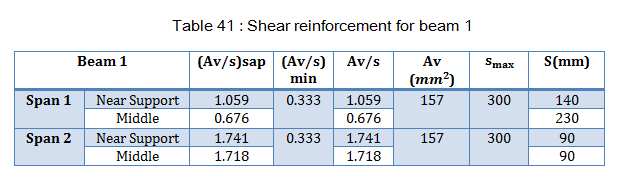 Table 41 : Shear reinforcement for beam 1
Beam 1 (Av/s)sap (Av/s) min Av/s Av (mm²) smax S(mm)
Span 1 Near Support 1.059 0.333 1.059 157 300 140
Middle 0.676 0.676 230
Span 2 Near Support 1.741 0.333 1.741 157 300 90
Middle 1.718 1.718 90